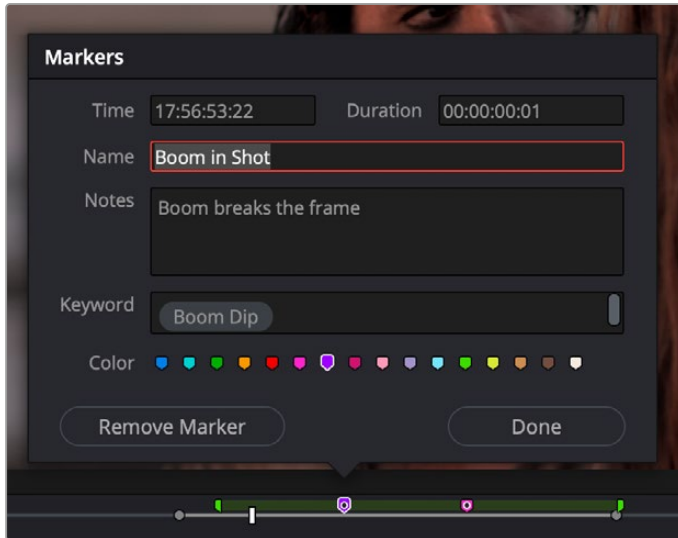 Markers
Time 17:56:53:22 Duration 00:00:00:01
Name Boom in Shot
Notes Boom breaks the frame
Keyword Boom Dip
Color
Remove Marker Done